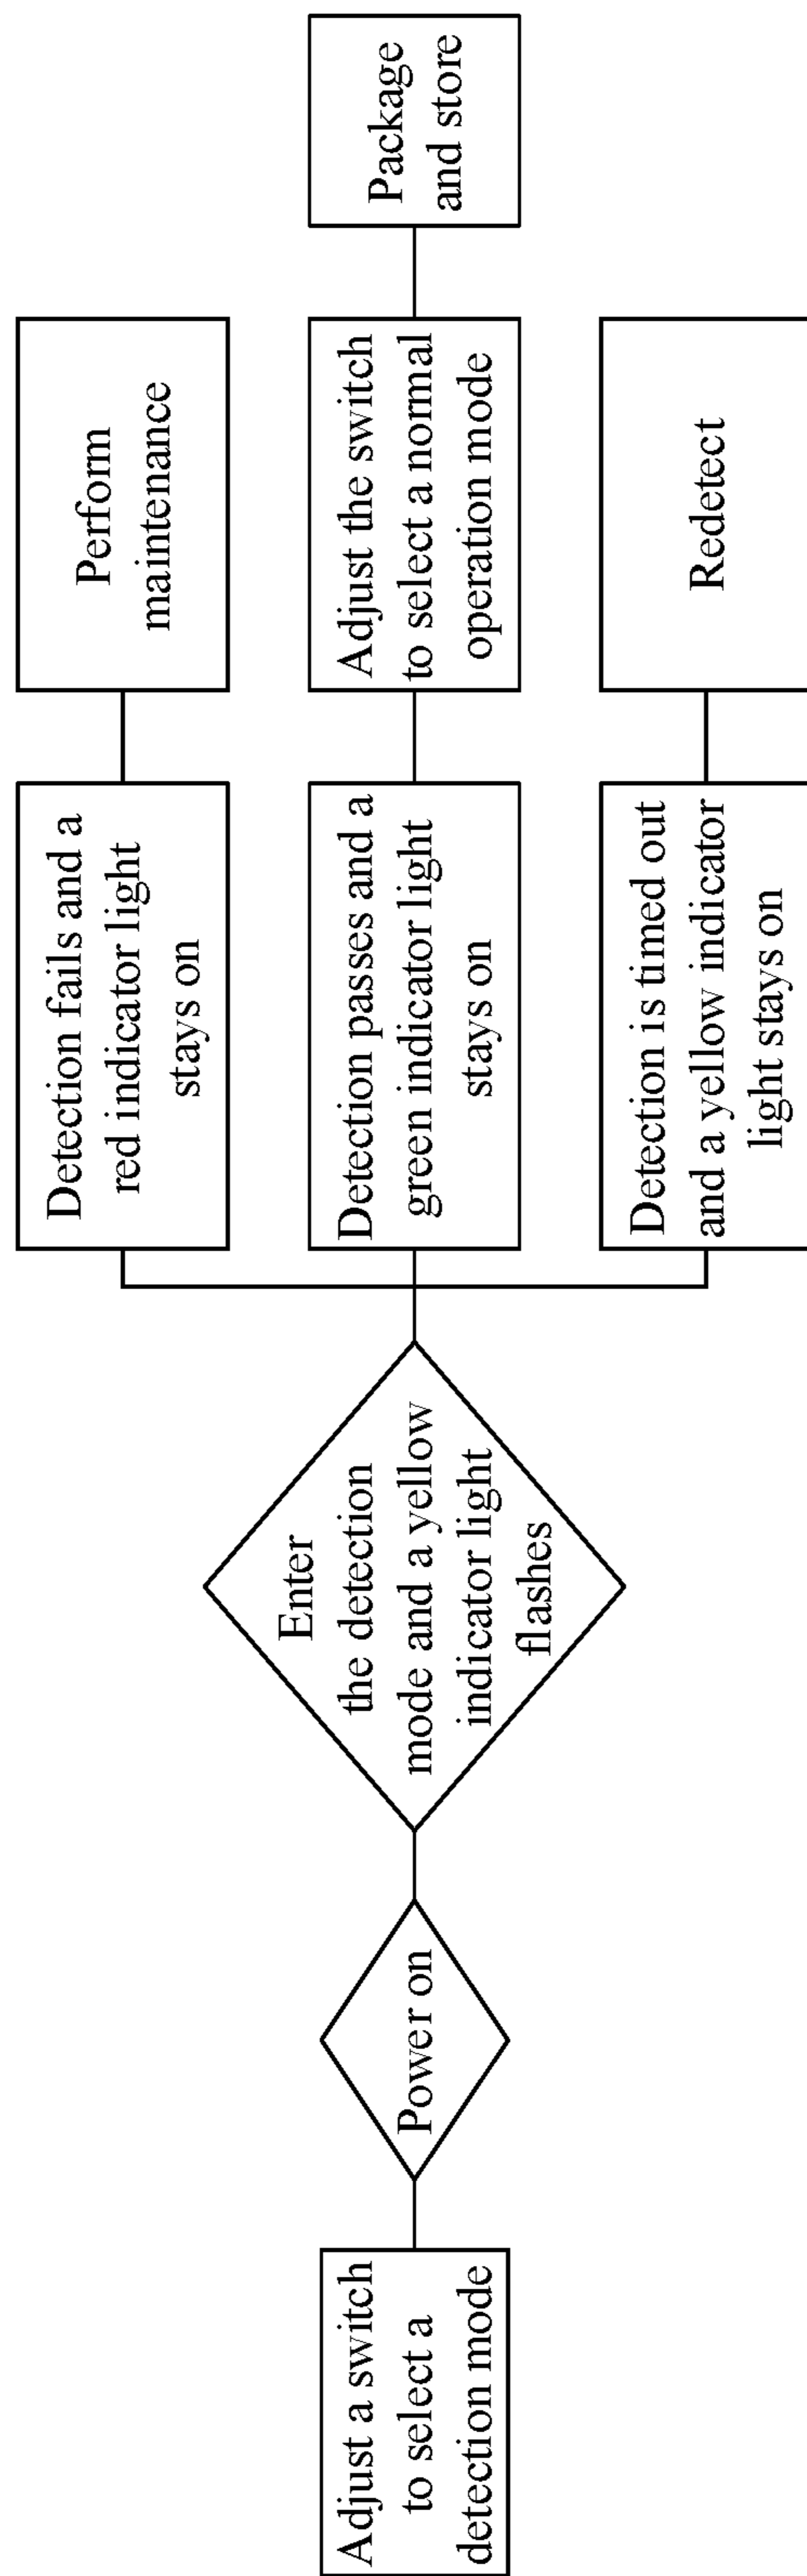 Adjust a switch
to select a
detection mode
Power on
Enter
the detection
mode and a yellow
indicator light
flashes
Detection fails and a
red indicator light
stays on
Perform
maintenance
Detection passes and a
green indicator light
stays on
Adjust the switch
to select a normal
operation mode
Package
and store
Detection is timed out
and a yellow indicator
light stays on
Redetect